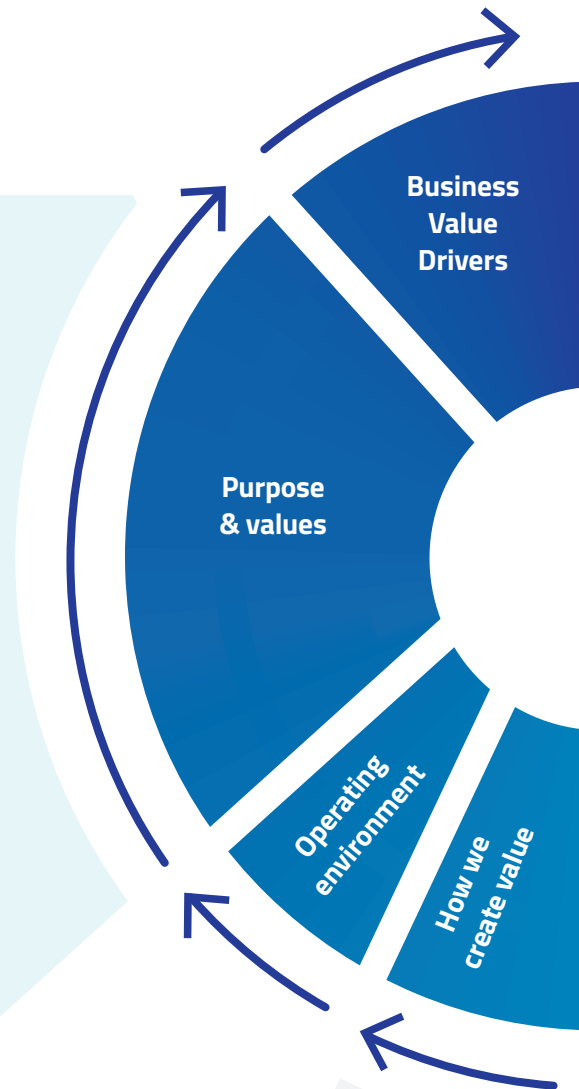 Business
Value
Drivers
Purpose
& values
Operating
environment
How we
create value